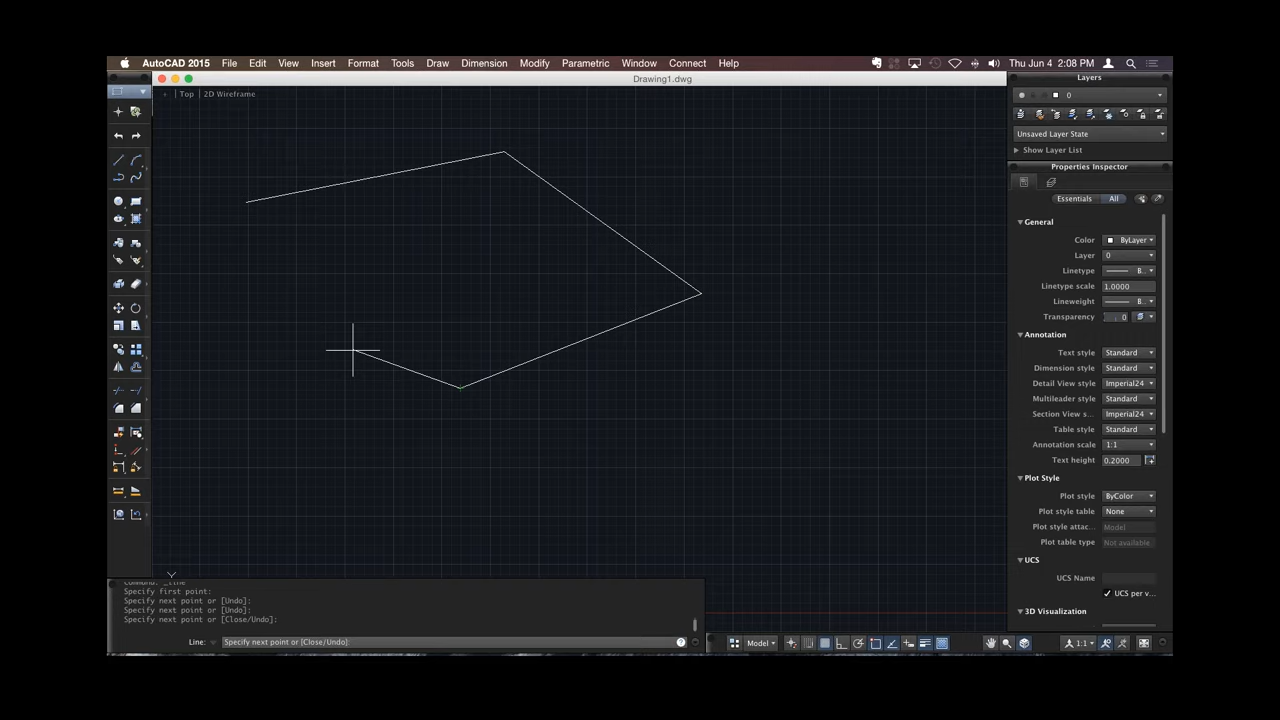 AutoCAD 2015 File Edit View Insert Format Tools Draw Dimension Modify Parametric Window Connect Help Thu Jun 4 2:08 PM
Drawing1.dwg
Top 2D Wireframe
Layers
0
Unsaved Layer State
Show Layer List
Properties Inspector
Essentials All
General
Color ByLayer
Layer 0
Linetype B...
Linetype scale 1.0000
Lineweight B...
Transparency 0
Annotation
Text style Standard
Dimension style Standard
Detail View style Imperial24
Multileader style Standard
Section View s... Imperial24
Table style Standard
Annotation scale 1:1
Text height 0.2000
Plot Style
Plot style ByColor
Plot style table None
Plot style attac... Model
Plot table type Not available
UCS
UCS Name
UCS per v...
3D Visualization
Y
Command: _line
Specify first point:
Specify next point or [Undo]:
Specify next point or [Undo]:
Specify next point or [Close/Undo]:
Line: Specify next point or [Close/Undo]: ?
Model 1:1